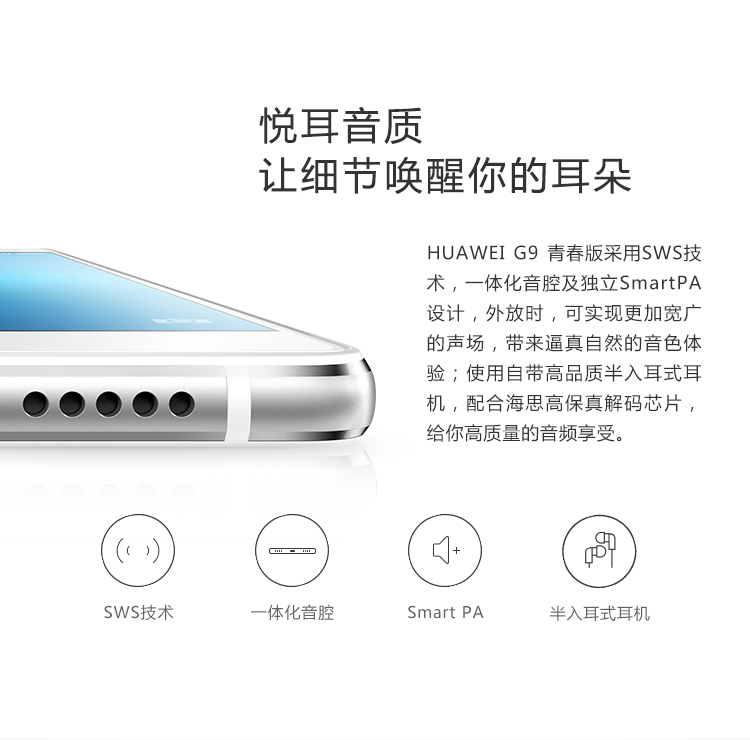 悦耳音质
让细节唤醒你的耳朵
HUAWEI G9 青春版采用SWS技
术，一体化音腔及独立SmartPA
设计，外放时，可实现更加宽广
的声场，带来逼真自然的音色体
验；使用自带高品质半入耳式耳
机，配合海思高保真解码芯片，
给你高质量的音频享受。
SWS技术
一体化音腔
Smart PA
半入耳式耳机